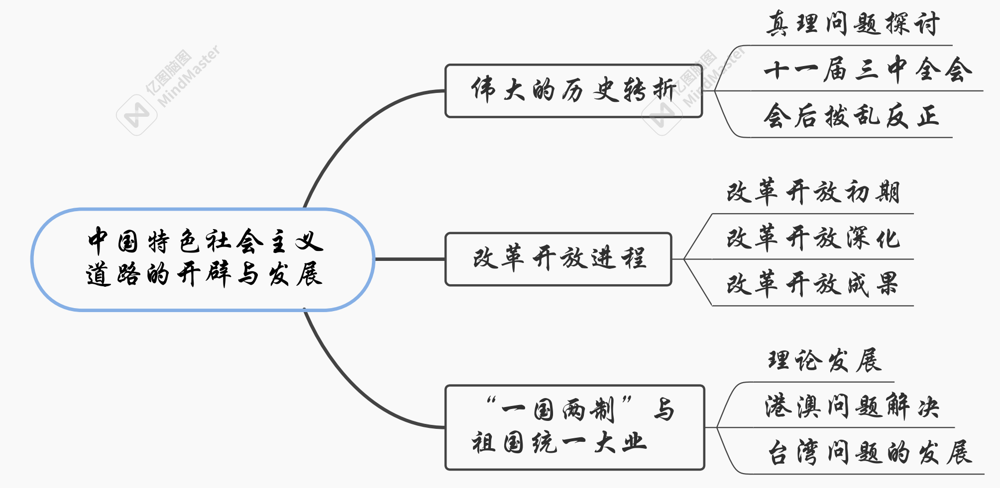 中国特色社会主义
道路的开辟与发展
伟大的历史转折
真理问题探讨
十一届三中全会
会后拨乱反正
改革开放进程
改革开放初期
改革开放深化
改革开放成果
“一国两制”与
祖国统一大业
理论发展
港澳问题解决
台湾问题的发展
亿图脑图
MindMaster
亿图脑图
MindMaster